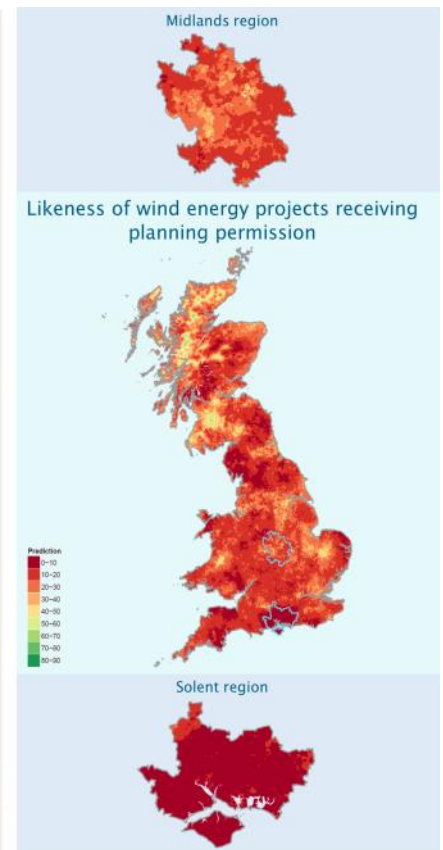 Midlands region
Likeness of wind energy projects receiving
planning permission
Prediction
0-10
10-20
20-30
30-40
40-50
50-60
60-70
70-80
80-90
Solent region